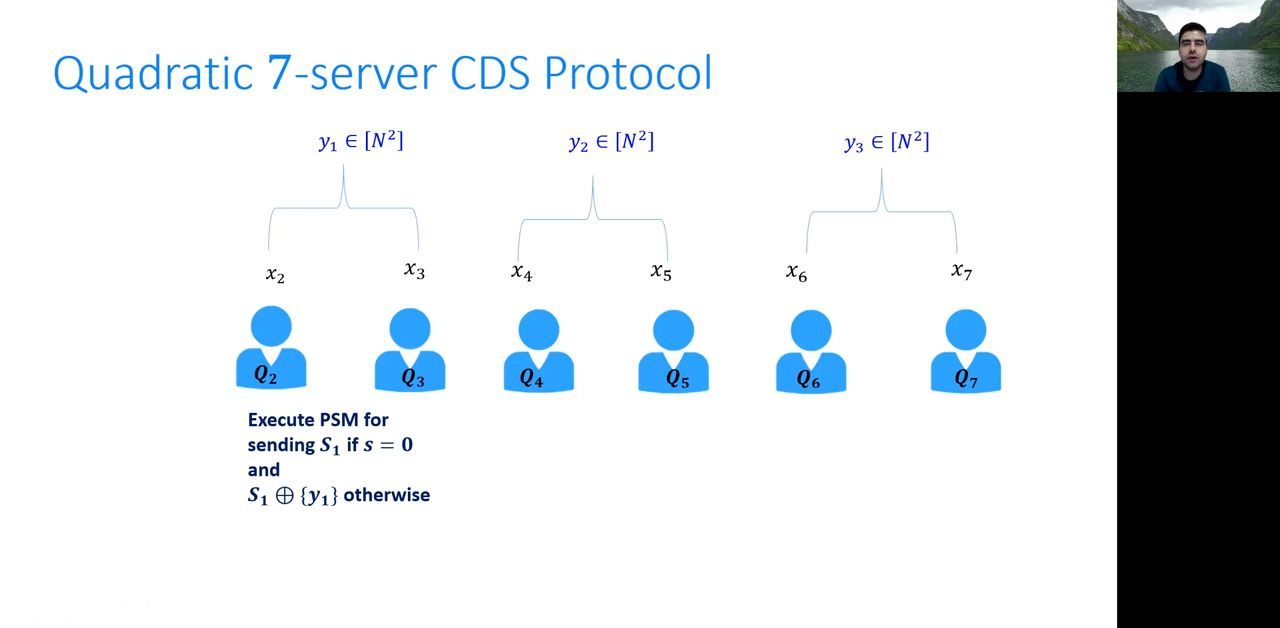 Quadratic 7-server CDS Protocol
y₁ ∈ [N²] y₂ ∈ [N²] y₃ ∈ [N²]
x₂ x₃ x₄ x₅ x₆ x₇
Q₂ Q₃ Q₄ Q₅ Q₆ Q₇
Execute PSM for
sending S₁ if s = 0
and
S₁ ⊕ {y₁} otherwise